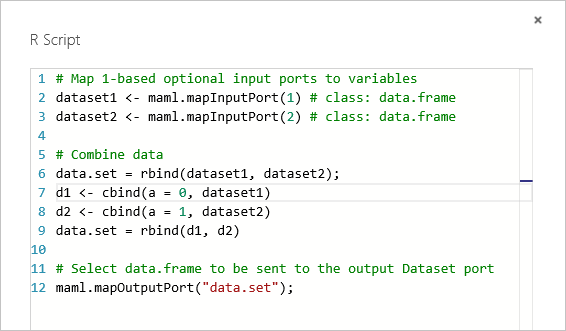 ×
R Script
1 # Map 1-based optional input ports to variables
2 dataset1 <- maml.mapInputPort(1) # class: data.frame
3 dataset2 <- maml.mapInputPort(2) # class: data.frame
4
5 # Combine data
6 data.set = rbind(dataset1, dataset2);
7 d1 <- cbind(a = 0, dataset1)
8 d2 <- cbind(a = 1, dataset2)
9 data.set = rbind(d1, d2)
10
11 # Select data.frame to be sent to the output Dataset port
12 maml.mapOutputPort("data.set");